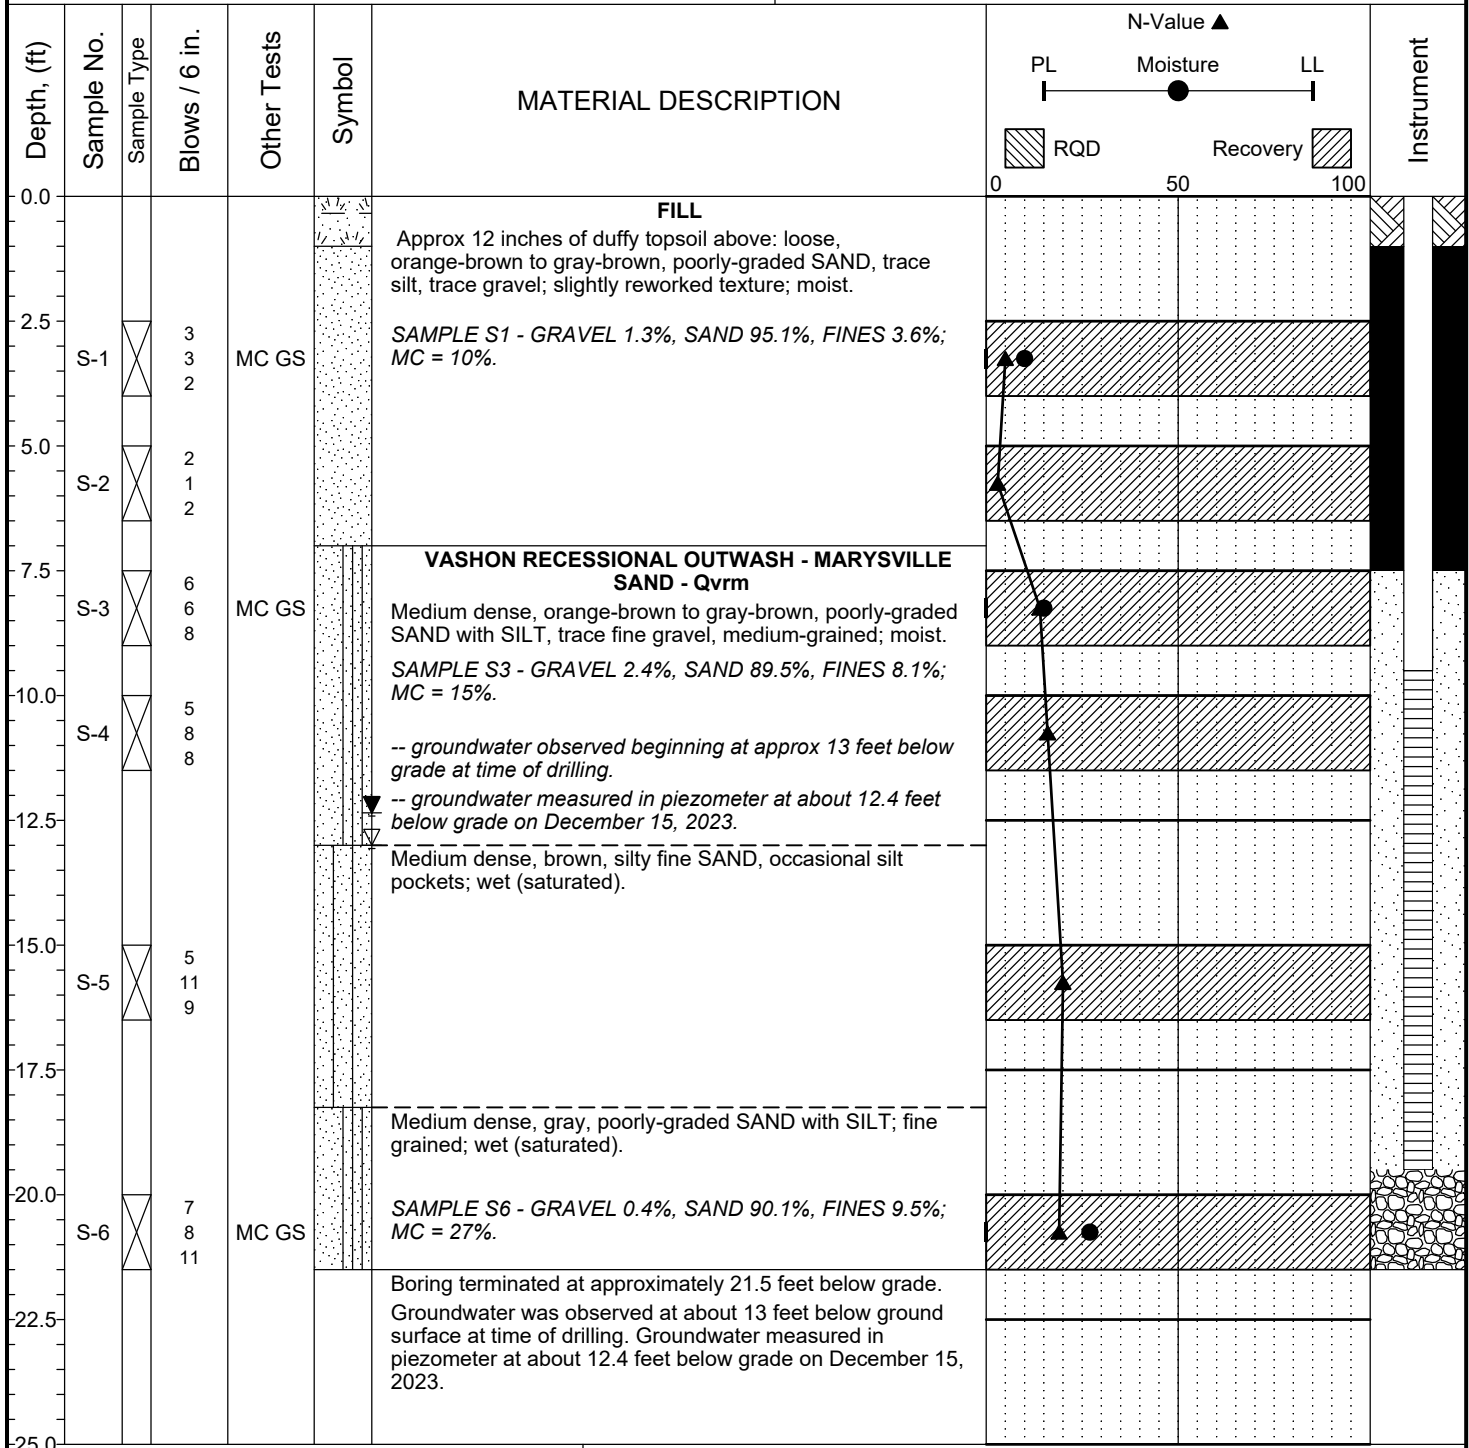 Depth, (ft)
Sample No.
Sample Type
Blows / 6 in.
Other Tests
Symbol
MATERIAL DESCRIPTION
N-Value
PL Moisture LL
RQD Recovery
0 50 100
Instrument
0.0
FILL
Approx 12 inches of duffy topsoil above: loose,
orange-brown to gray-brown, poorly-graded SAND, trace
silt, trace gravel; slightly reworked texture; moist.
2.5
S-1
3
3
2
MC GS
SAMPLE S1 - GRAVEL 1.3%, SAND 95.1%, FINES 3.6%;
MC = 10%.
5.0
S-2
2
1
2
VASHON RECESSIONAL OUTWASH - MARYSVILLE
SAND - Qvrm
7.5
S-3
6
6
8
MC GS
Medium dense, orange-brown to gray-brown, poorly-graded
SAND with SILT, trace fine gravel, medium-grained; moist.
SAMPLE S3 - GRAVEL 2.4%, SAND 89.5%, FINES 8.1%;
MC = 15%.
10.0
S-4
5
8
8
-- groundwater observed beginning at approx 13 feet below
grade at time of drilling.
-- groundwater measured in piezometer at about 12.4 feet
below grade on December 15, 2023.
12.5
Medium dense, brown, silty fine SAND, occasional silt
pockets; wet (saturated).
15.0
S-5
5
11
9
17.5
Medium dense, gray, poorly-graded SAND with SILT; fine
grained; wet (saturated).
20.0
S-6
7
8
11
MC GS
SAMPLE S6 - GRAVEL 0.4%, SAND 90.1%, FINES 9.5%;
MC = 27%.
Boring terminated at approximately 21.5 feet below grade.
22.5
Groundwater was observed at about 13 feet below ground
surface at time of drilling. Groundwater measured in
piezometer at about 12.4 feet below grade on December 15,
2023.
25.0